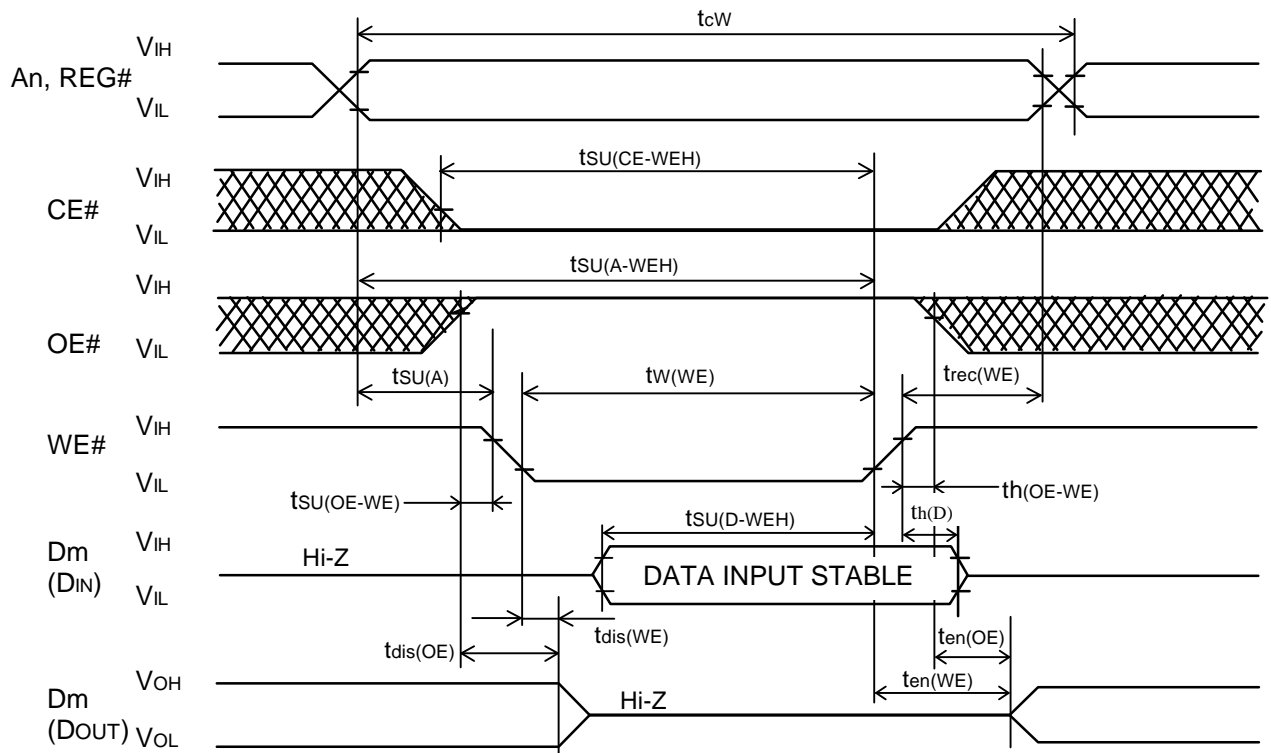 tcW
VIH
An, REG#
VIL
tSU(CE-WEH)
VIH
CE#
VIL
tSU(A-WEH)
VIH
OE#
VIL
tSU(A)
tW(WE)
trec(WE)
VIH
WE#
VIL
tSU(OE-WE)
th(OE-WE)
tSU(D-WEH)
th(D)
VIH
Dm
Hi-Z
(DIN)
DATA INPUT STABLE
VIL
tdis(WE)
tdis(OE)
ten(OE)
ten(WE)
VOH
Dm
Hi-Z
(DOUT)
VOL